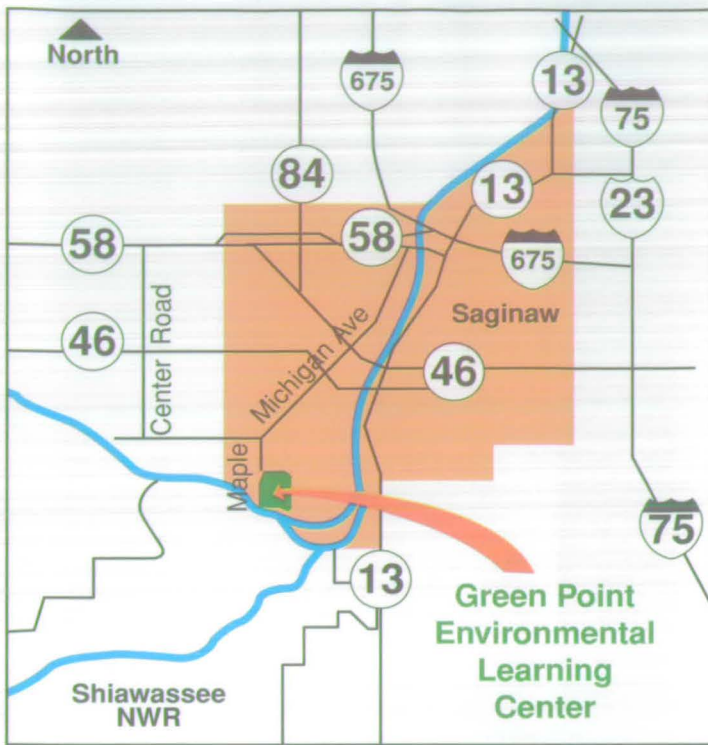 North
675
13
75
84
13
23
58
58
675
Saginaw
46
Center Road
Michigan Ave
46
Maple
75
13
Green Point
Environmental
Learning
Center
Shiawassee
NWR